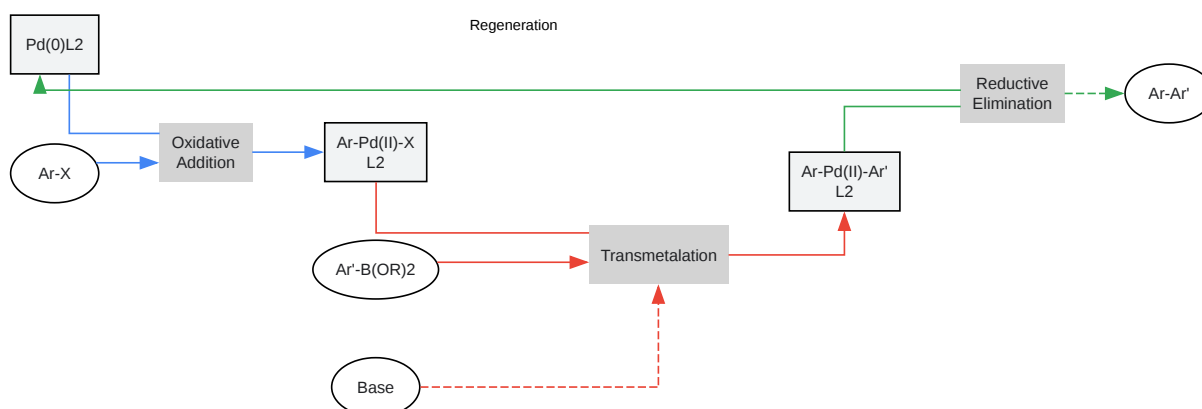 Regeneration
Pd(0)L2
Reductive
Elimination
Ar-Ar'
Oxidative
Addition
Ar-Pd(II)-X
L2
Ar-X
Ar-Pd(II)-Ar'
L2
Transmetalation
Ar'-B(OR)2
Base